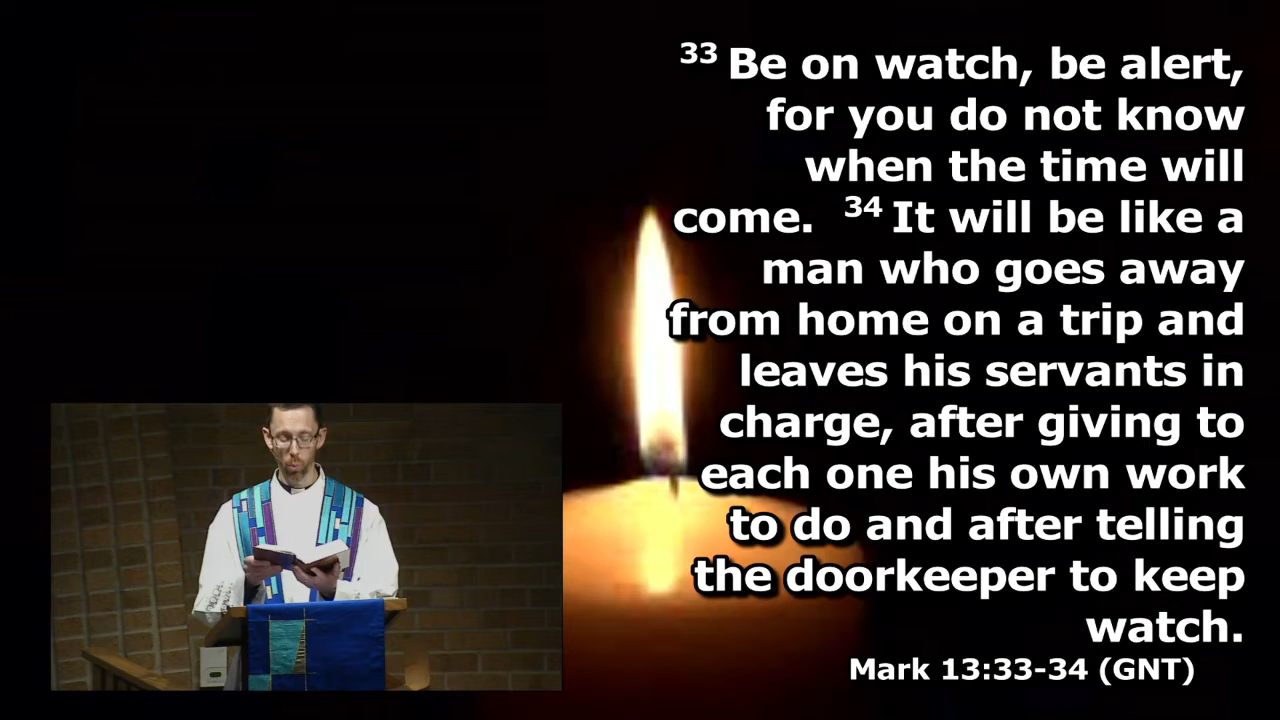 33 Be on watch, be alert,
for you do not know
when the time will
come. 34 It will be like a
man who goes away
from home on a trip and
leaves his servants in
charge, after giving to
each one his own work
to do and after telling
the doorkeeper to keep
watch.
Mark 13:33-34 (GNT)